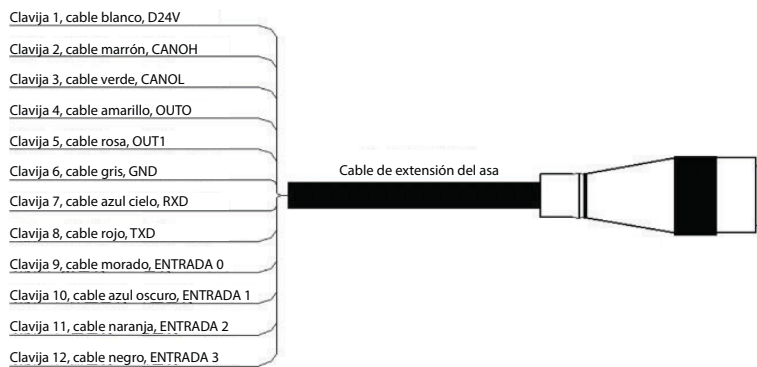 Clavija 1, cable blanco, D24V
Clavija 2, cable marrón, CANOH
Clavija 3, cable verde, CANOL
Clavija 4, cable amarillo, OUTO
Clavija 5, cable rosa, OUT1
Clavija 6, cable gris, GND
Clavija 7, cable azul cielo, RXD
Clavija 8, cable rojo, TXD
Clavija 9, cable morado, ENTRADA 0
Clavija 10, cable azul oscuro, ENTRADA 1
Clavija 11, cable naranja, ENTRADA 2
Clavija 12, cable negro, ENTRADA 3
Cable de extensión del asa